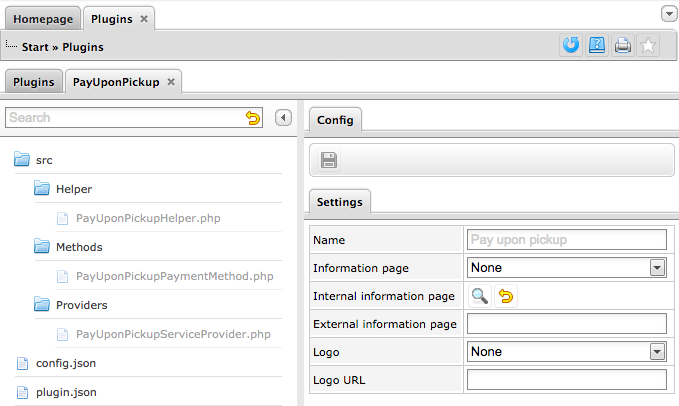 Homepage
Plugins
Start » Plugins
Plugins
PayUponPickup
Search
src
Helper
PayUponPickupHelper.php
Methods
PayUponPickupPaymentMethod.php
Providers
PayUponPickupServiceProvider.php
config.json
plugin.json
Config
Settings
Name
Pay upon pickup
Information page
None
Internal information page
External information page
Logo
None
Logo URL